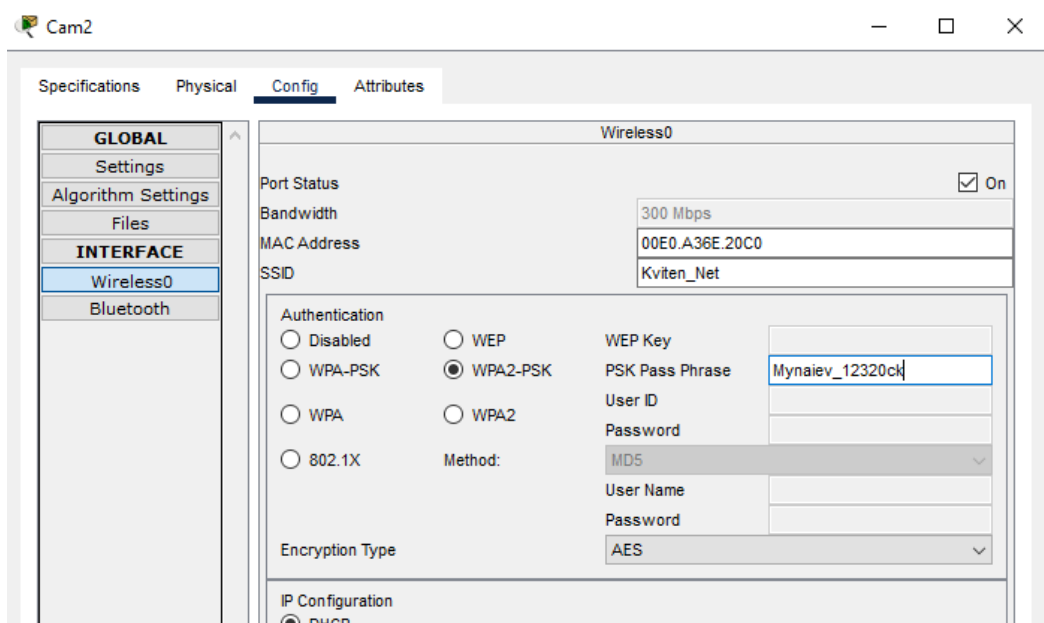 Cam2
Specifications Physical Config Attributes
GLOBAL
Settings
Algorithm Settings
Files
INTERFACE
Wireless0
Bluetooth
Wireless0
Port Status On
Bandwidth 300 Mbps
MAC Address 00E0.A36E.20C0
SSID Kviten_Net
Authentication
Disabled WEP WEP Key
WPA-PSK WPA2-PSK PSK Pass Phrase Mynaiev_12320ck
User ID
WPA WPA2
Password
802.1X Method: MD5
User Name
Password
Encryption Type AES
IP Configuration
DHCP